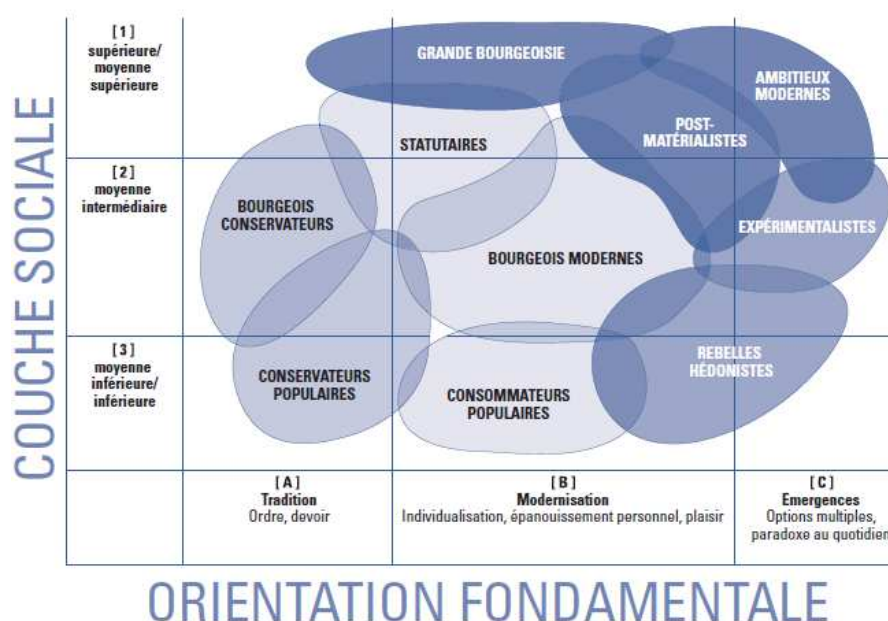 COUCHE SOCIALE
[ 1 ]
supérieure/
moyenne
supérieure
GRANDE BOURGEOISIE
AMBITIEUX
MODERNES
STATUTAIRES
POST-
MATÉRIALISTES
[ 2 ]
moyenne
intermédiaire
BOURGEOIS
CONSERVATEURS
EXPÉRIMENTALISTES
BOURGEOIS MODERNES
[ 3 ]
moyenne
inférieure/
inférieure
CONSERVATEURS
POPULAIRES
CONSOMMATEURS
POPULAIRES
REBELLES
HÉDONISTES
[ A ]
Tradition
Ordre, devoir
[ B ]
Modernisation
Individualisation, épanouissement personnel, plaisir
[ C ]
Emergences
Options multiples,
paradoxe au quotidien
ORIENTATION FONDAMENTALE